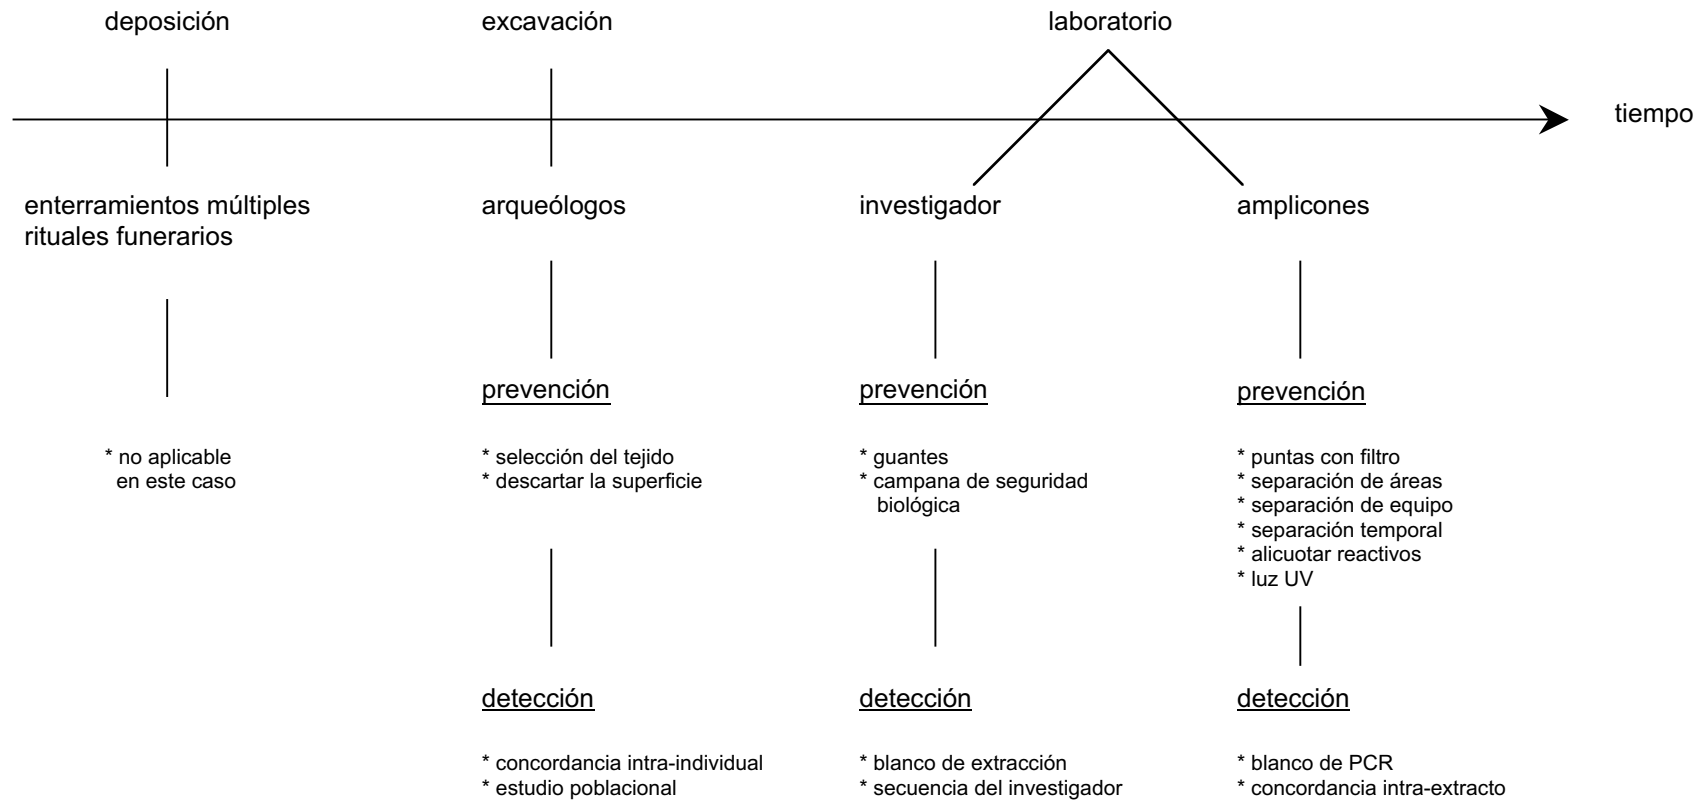 deposición
excavación
laboratorio
tiempo
enterramientos múltiples
rituales funerarios
arqueólogos
investigador
amplicones
prevención
prevención
prevención
* no aplicable
en este caso
* selección del tejido
* descartar la superficie
* guantes
* campana de seguridad
biológica
* puntas con filtro
* separación de áreas
* separación de equipo
* separación temporal
* alicuotar reactivos
* luz UV
detección
detección
detección
* concordancia intra-individual
* estudio poblacional
* blanco de extracción
* secuencia del investigador
* blanco de PCR
* concordancia intra-extracto